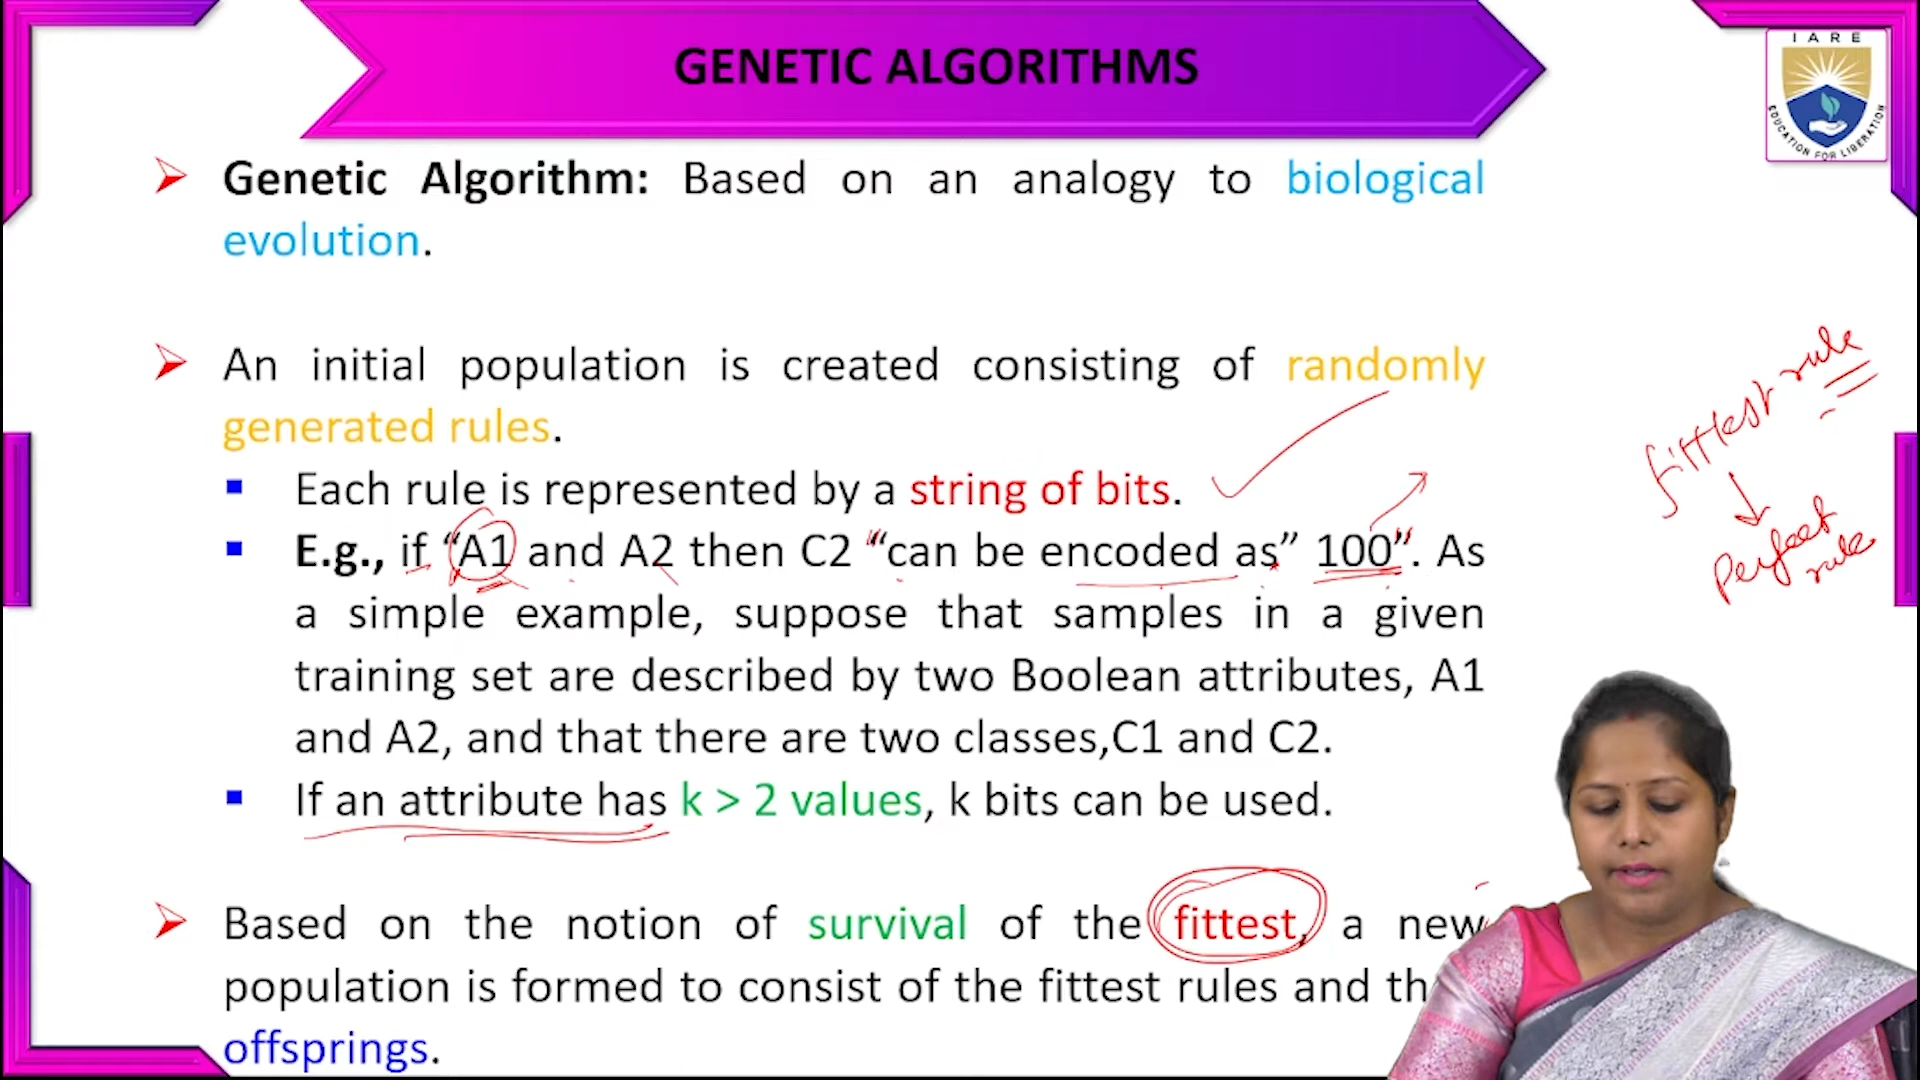 GENETIC ALGORITHMS
I A R E
EDUCATION FOR LIBERATION
Genetic Algorithm: Based on an analogy to biological
evolution.
An initial population is created consisting of randomly
generated rules.
Each rule is represented by a string of bits.
E.g., if “A1 and A2 then C2 “can be encoded as” 100”. As
a simple example, suppose that samples in a given
training set are described by two Boolean attributes, A1
and A2, and that there are two classes,C1 and C2.
If an attribute has k > 2 values, k bits can be used.
Based on the notion of survival of the fittest, a new
population is formed to consist of the fittest rules and
offsprings.
fittest rule
Perfect
rule